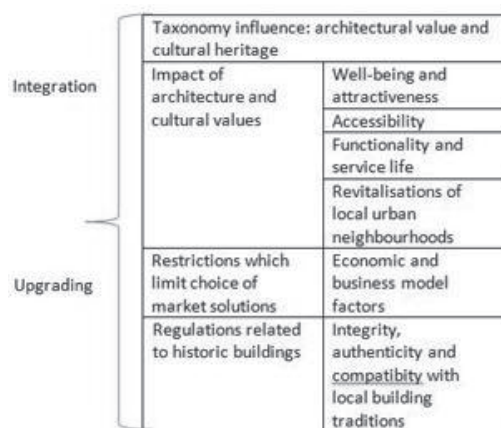 Taxonomy influence: architectural value and
cultural heritage
Integration
Impact of
architecture and
cultural values
Well-being and
attractiveness
Accessibility
Functionality and
service life
Revitalisations of
local urban
neighbourhoods
Upgrading
Restrictions which
limit choice of
market solutions
Economic and
business model
factors
Regulations related
to historic buildings
Integrity,
authenticity and
compatibity with
local building
traditions